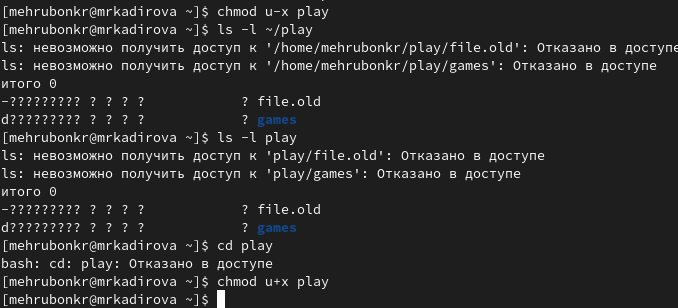 [mehrubonkr@mrkadirova ~]$ chmod u-x play
[mehrubonkr@mrkadirova ~]$ ls -l ~/play
ls: невозможно получить доступ к '/home/mehrubonkr/play/file.old': Отказано в доступе
ls: невозможно получить доступ к '/home/mehrubonkr/play/games': Отказано в доступе
итого 0
-????????? ? ? ? ?            ? file.old
d????????? ? ? ? ?            ? games
[mehrubonkr@mrkadirova ~]$ ls -l play
ls: невозможно получить доступ к 'play/file.old': Отказано в доступе
ls: невозможно получить доступ к 'play/games': Отказано в доступе
итого 0
-????????? ? ? ? ?            ? file.old
d????????? ? ? ? ?            ? games
[mehrubonkr@mrkadirova ~]$ cd play
bash: cd: play: Отказано в доступе
[mehrubonkr@mrkadirova ~]$ chmod u+x play
[mehrubonkr@mrkadirova ~]$